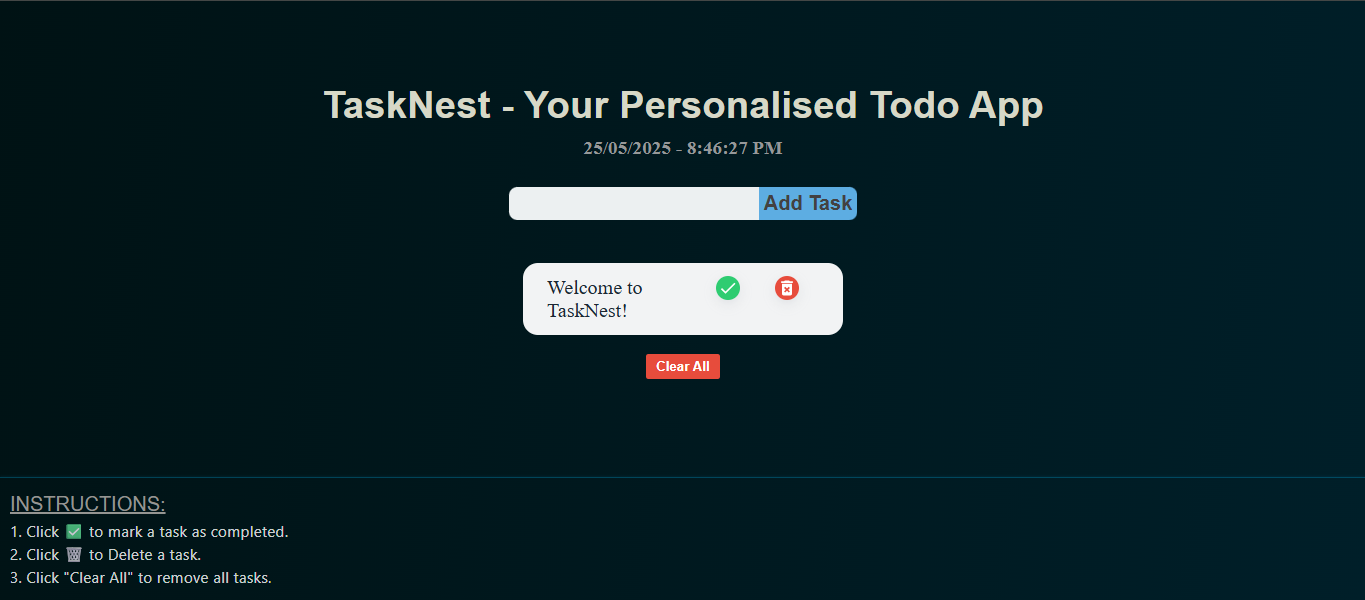 TaskNest - Your Personalised Todo App
25/05/2025 - 8:46:27 PM
Add Task
Welcome to
TaskNest!
Clear All
INSTRUCTIONS:
1. Click ✅ to mark a task as completed.
2. Click 🗑️ to Delete a task.
3. Click "Clear All" to remove all tasks.